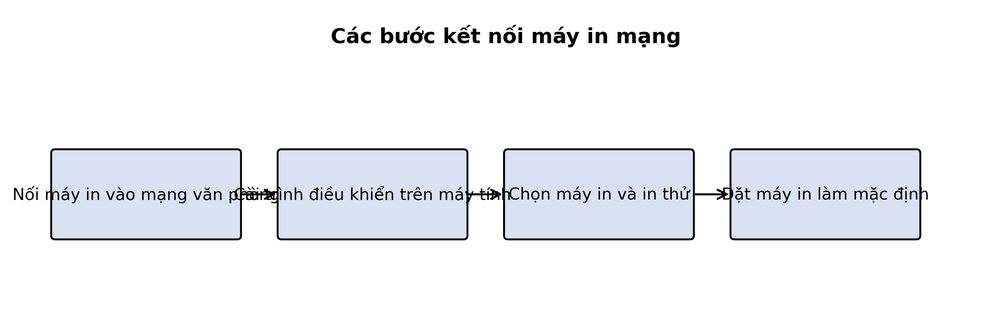 Các bước kết nối máy in mạng
Nối máy in vào mạng văn phòng
Cài trình điều khiển trên máy tính
Chọn máy in và in thử
Đặt máy in làm mặc định